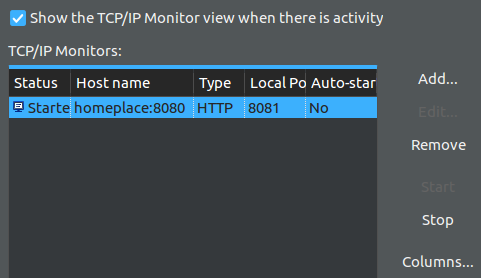 Show the TCP/IP Monitor view when there is activity
TCP/IP Monitors:
Status Host name Type Local Po Auto-star
Starte homeplace:8080 HTTP 8081 No
Add...
Edit...
Remove
Start
Stop
Columns...